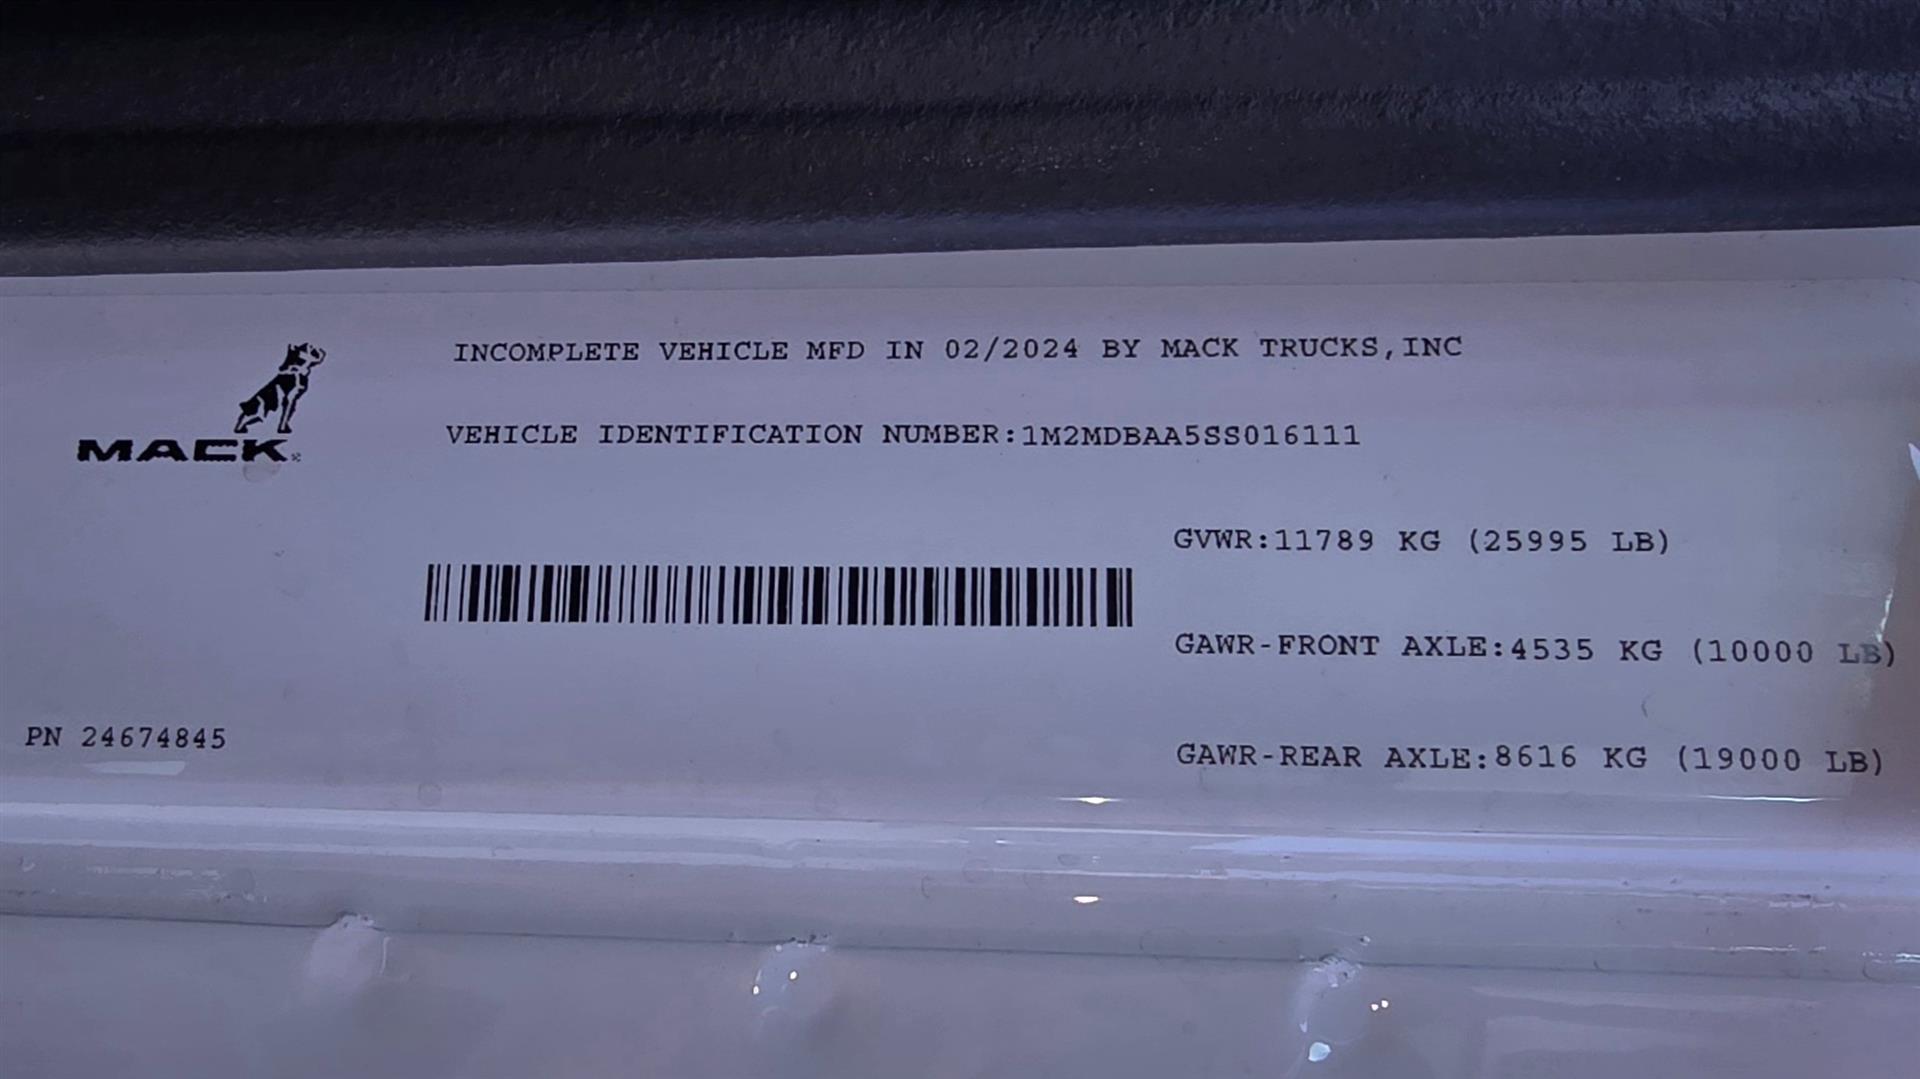 INCOMPLETE VEHICLE MFD IN 02/2024 BY MACK TRUCKS,INC
MACK
VEHICLE IDENTIFICATION NUMBER:1M2MDBAA5SS016111
GVWR:11789 KG (25995 LB)
GAWR-FRONT AXLE:4535 KG (10000 LB)
PN 24674845
GAWR-REAR AXLE:8616 KG (19000 LB)